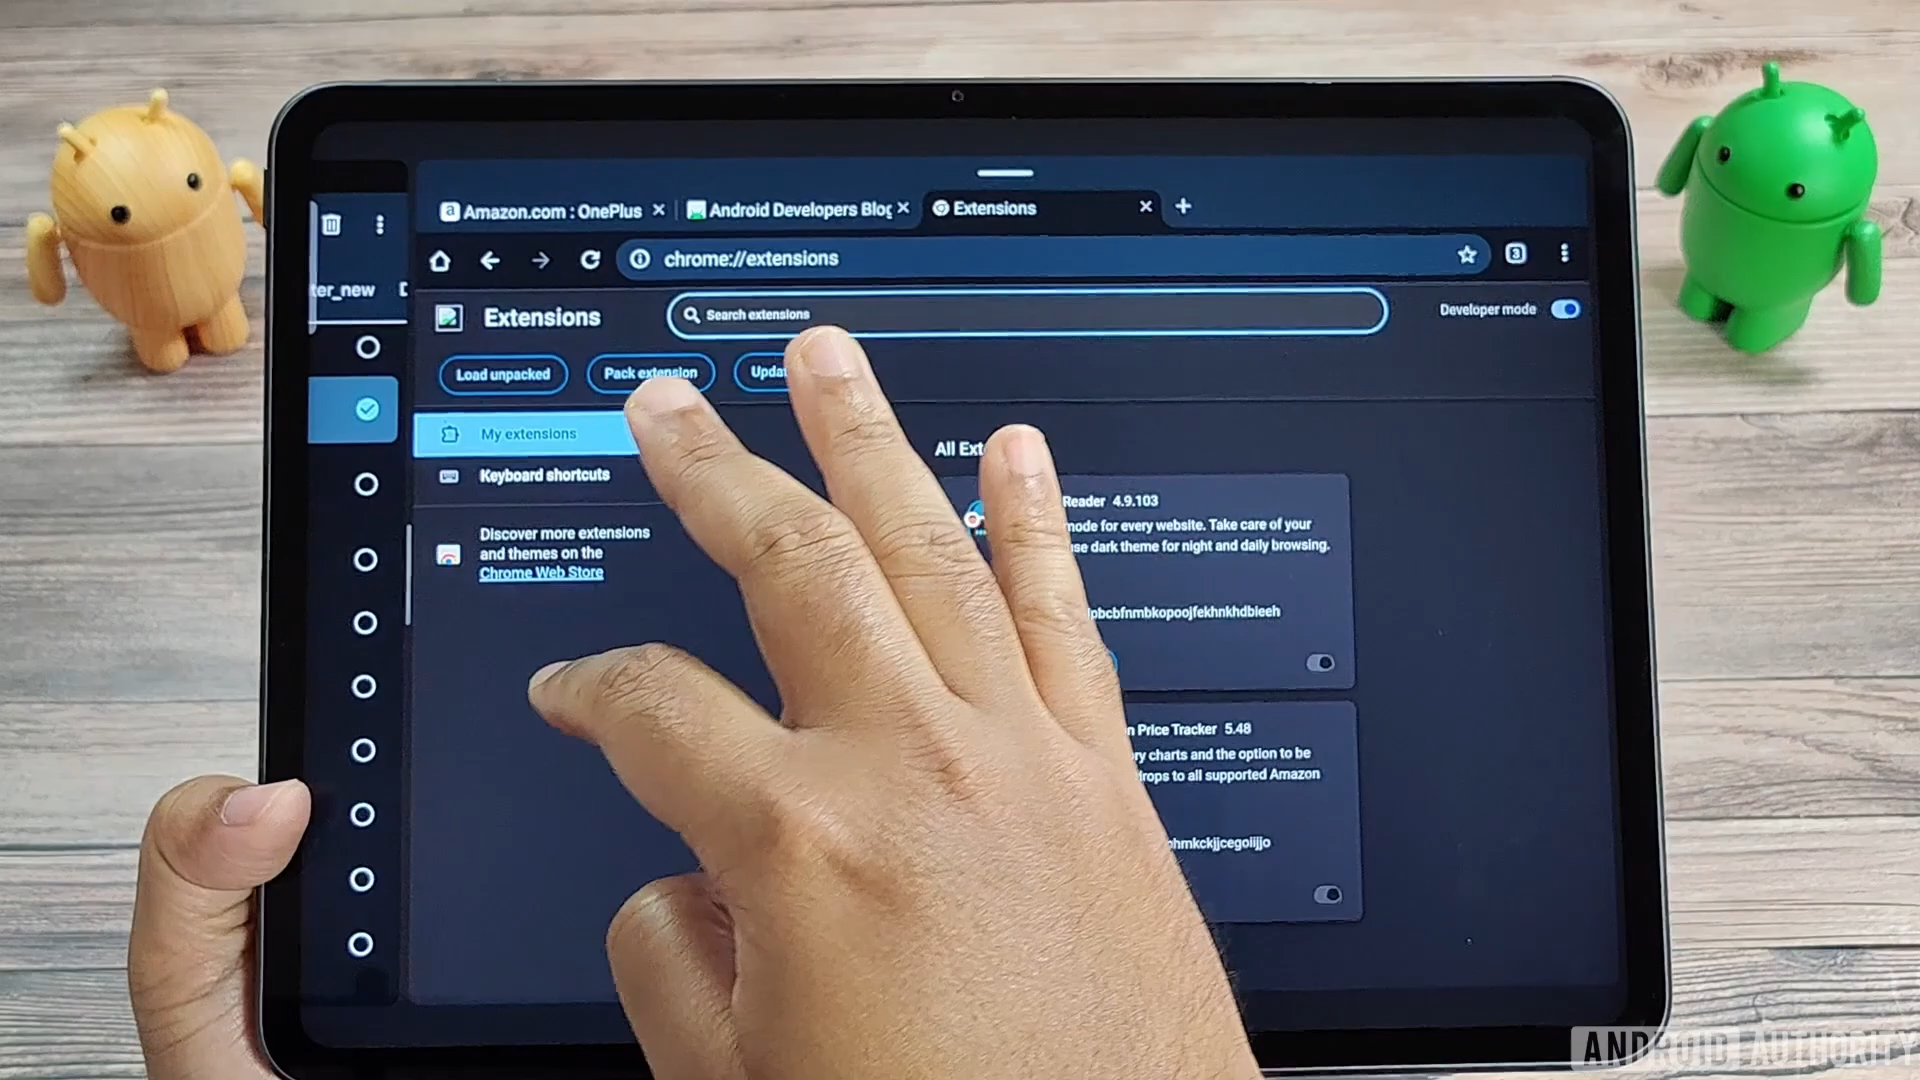 Amazon.com : OnePlus
Android Developers Blog
Extensions
chrome://extensions
3
ter_new
Extensions
Search extensions
Developer mode
Load unpacked
Pack extension
Upda
My extensions
Keyboard shortcuts
Discover more extensions
and themes on the
Chrome Web Store
All Ext
Reader 4.9.103
mode for every website. Take care of your
use dark theme for night and daily browsing.
n Price Tracker 5.48
ry charts and the option to be
drops to all supported Amazon
ANDROID AUTHORITY